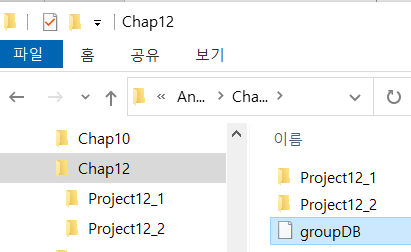 Chap12
파일 홈 공유 보기
« An... Cha...
Chap10
Chap12
Project12_1
Project12_2
이름
Project12_1
Project12_2
groupDB